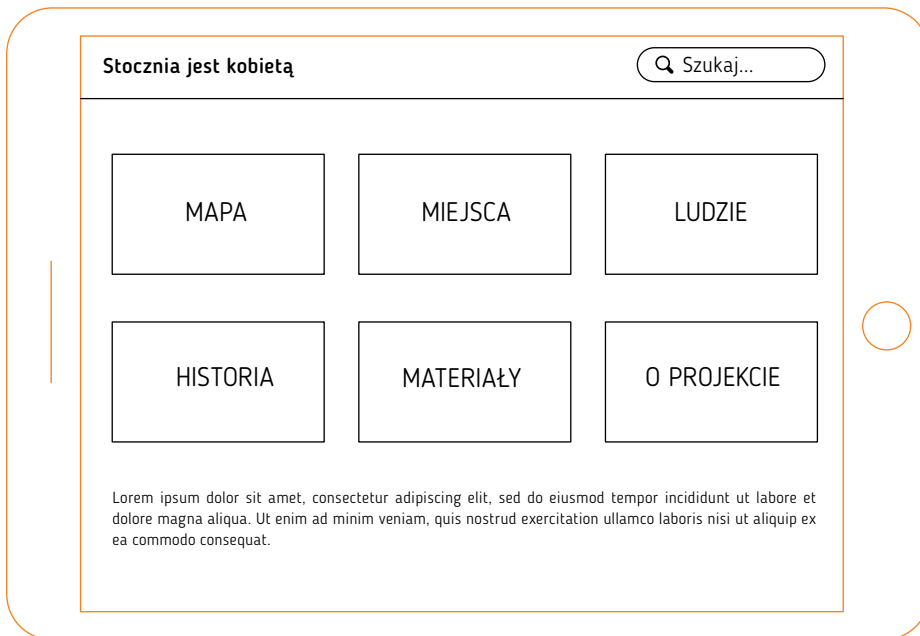 Stocznia jest kobietą
Szukaj...
MAPA
MIEJSCA
LUDZIE
HISTORIA
MATERIAŁY
O PROJEKCIE
Lorem ipsum dolor sit amet, consectetur adipiscing elit, sed do eiusmod tempor incididunt ut labore et
dolore magna aliqua. Ut enim ad minim veniam, quis nostrud exercitation ullamco laboris nisi ut aliquip ex
ea commodo consequat.